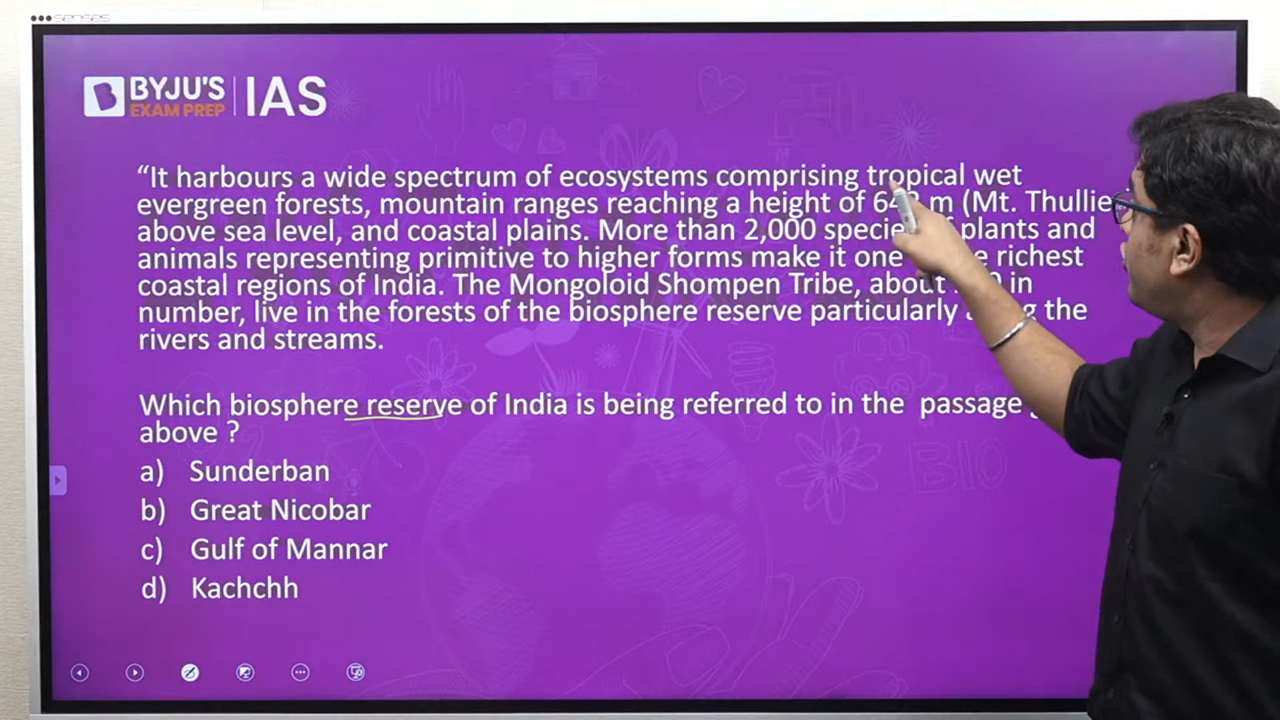 senses
BYJU'S
EXAM PREP
IAS
“It harbours a wide spectrum of ecosystems comprising tropical wet
evergreen forests, mountain ranges reaching a height of m (Mt. Thullie
above sea level, and coastal plains. More than 2,000 plants and
animals representing primitive to higher forms make it one richest
coastal regions of India. The Mongoloid Shompen Tribe, about in
number, live in the forests of the biosphere reserve particularly the
rivers and streams.
Which biosphere reserve of India is being referred to in the passage
above ?
a) Sunderban
b) Great Nicobar
c) Gulf of Mannar
d) Kachchh
BIO